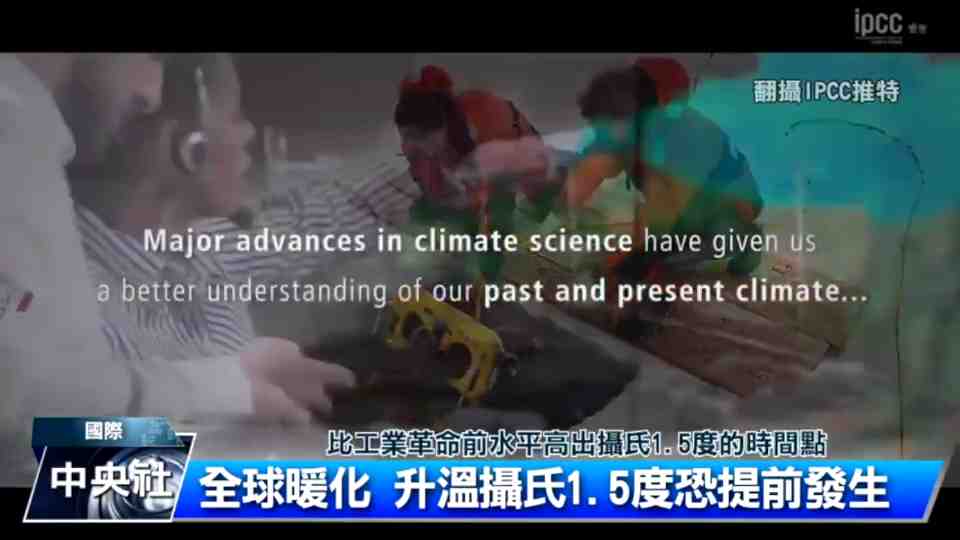 ipcc
翻攝IPCC推特
Major advances in climate science have given us
a better understanding of our past and present climate...
國際
比工業革命前水平高出攝氏1.5度的時間點
中央社
全球暖化 升溫攝氏1.5度恐提前發生